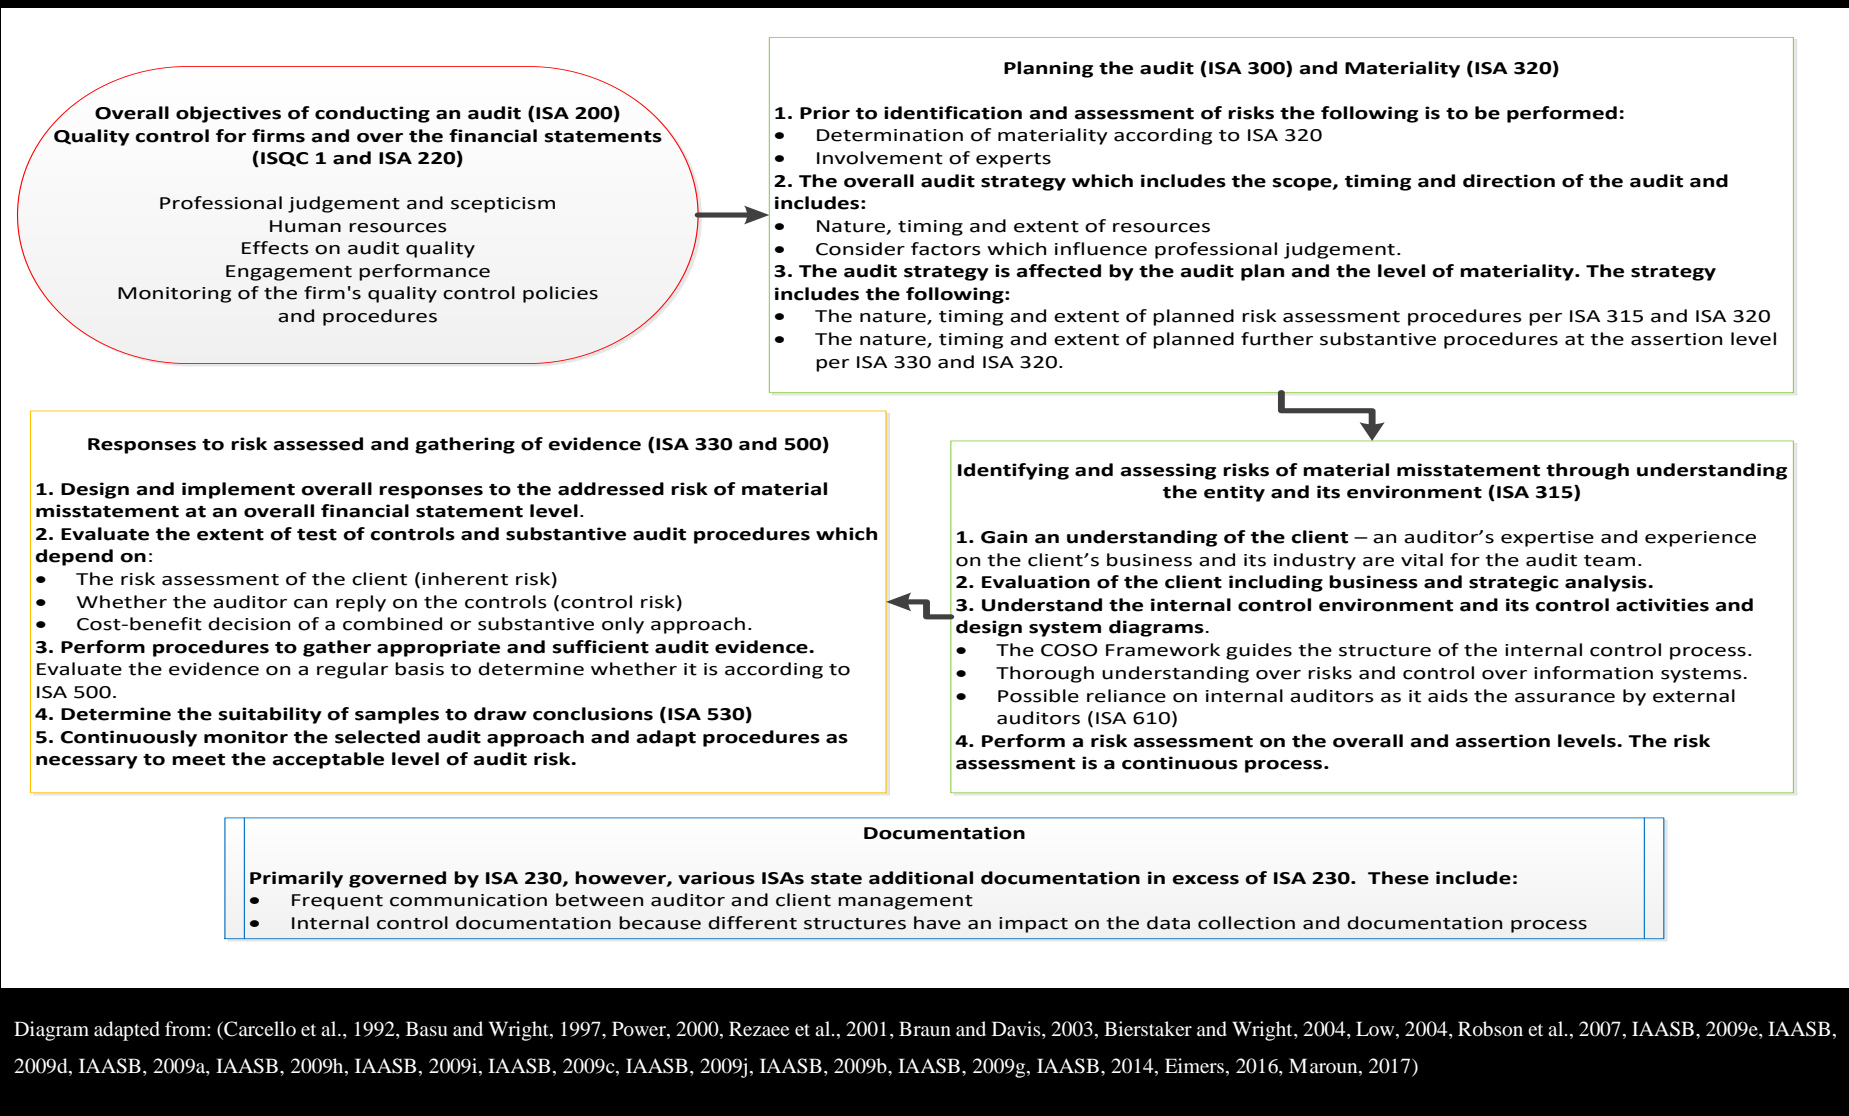 Overall objectives of conducting an audit (ISA 200)
Quality control for firms and over the financial statements
(ISQC 1 and ISA 220)
Professional judgement and scepticism
Human resources
Effects on audit quality
Engagement performance
Monitoring of the firm's quality control policies
and procedures
Planning the audit (ISA 300) and Materiality (ISA 320)
1. Prior to identification and assessment of risks the following is to be performed:
• Determination of materiality according to ISA 320
• Involvement of experts
2. The overall audit strategy which includes the scope, timing and direction of the audit and
includes:
• Nature, timing and extent of resources
• Consider factors which influence professional judgement.
3. The audit strategy is affected by the audit plan and the level of materiality. The strategy
includes the following:
• The nature, timing and extent of planned risk assessment procedures per ISA 315 and ISA 320
• The nature, timing and extent of planned further substantive procedures at the assertion level
per ISA 330 and ISA 320.
Identifying and assessing risks of material misstatement through understanding
the entity and its environment (ISA 315)
1. Gain an understanding of the client – an auditor's expertise and experience
on the client's business and its industry are vital for the audit team.
2. Evaluation of the client including business and strategic analysis.
3. Understand the internal control environment and its control activities and
design system diagrams.
• The COSO Framework guides the structure of the internal control process.
• Thorough understanding over risks and control over information systems.
• Possible reliance on internal auditors as it aids the assurance by external
auditors (ISA 610)
4. Perform a risk assessment on the overall and assertion levels. The risk
assessment is a continuous process.
Responses to risk assessed and gathering of evidence (ISA 330 and 500)
1. Design and implement overall responses to the addressed risk of material
misstatement at an overall financial statement level.
2. Evaluate the extent of test of controls and substantive audit procedures which
depend on:
• The risk assessment of the client (inherent risk)
• Whether the auditor can reply on the controls (control risk)
• Cost-benefit decision of a combined or substantive only approach.
3. Perform procedures to gather appropriate and sufficient audit evidence.
Evaluate the evidence on a regular basis to determine whether it is according to
ISA 500.
4. Determine the suitability of samples to draw conclusions (ISA 530)
5. Continuously monitor the selected audit approach and adapt procedures as
necessary to meet the acceptable level of audit risk.
Documentation
Primarily governed by ISA 230, however, various ISAs state additional documentation in excess of ISA 230.  These include:
• Frequent communication between auditor and client management
• Internal control documentation because different structures have an impact on the data collection and documentation process
Diagram adapted from: (Carcello et al., 1992, Basu and Wright, 1997, Power, 2000, Rezaee et al., 2001, Braun and Davis, 2003, Bierstaker and Wright, 2004, Low, 2004, Robson et al., 2007, IAASB, 2009e, IAASB,
2009d, IAASB, 2009a, IAASB, 2009h, IAASB, 2009i, IAASB, 2009c, IAASB, 2009j, IAASB, 2009b, IAASB, 2009g, IAASB, 2014, Eimers, 2016, Maroun, 2017)